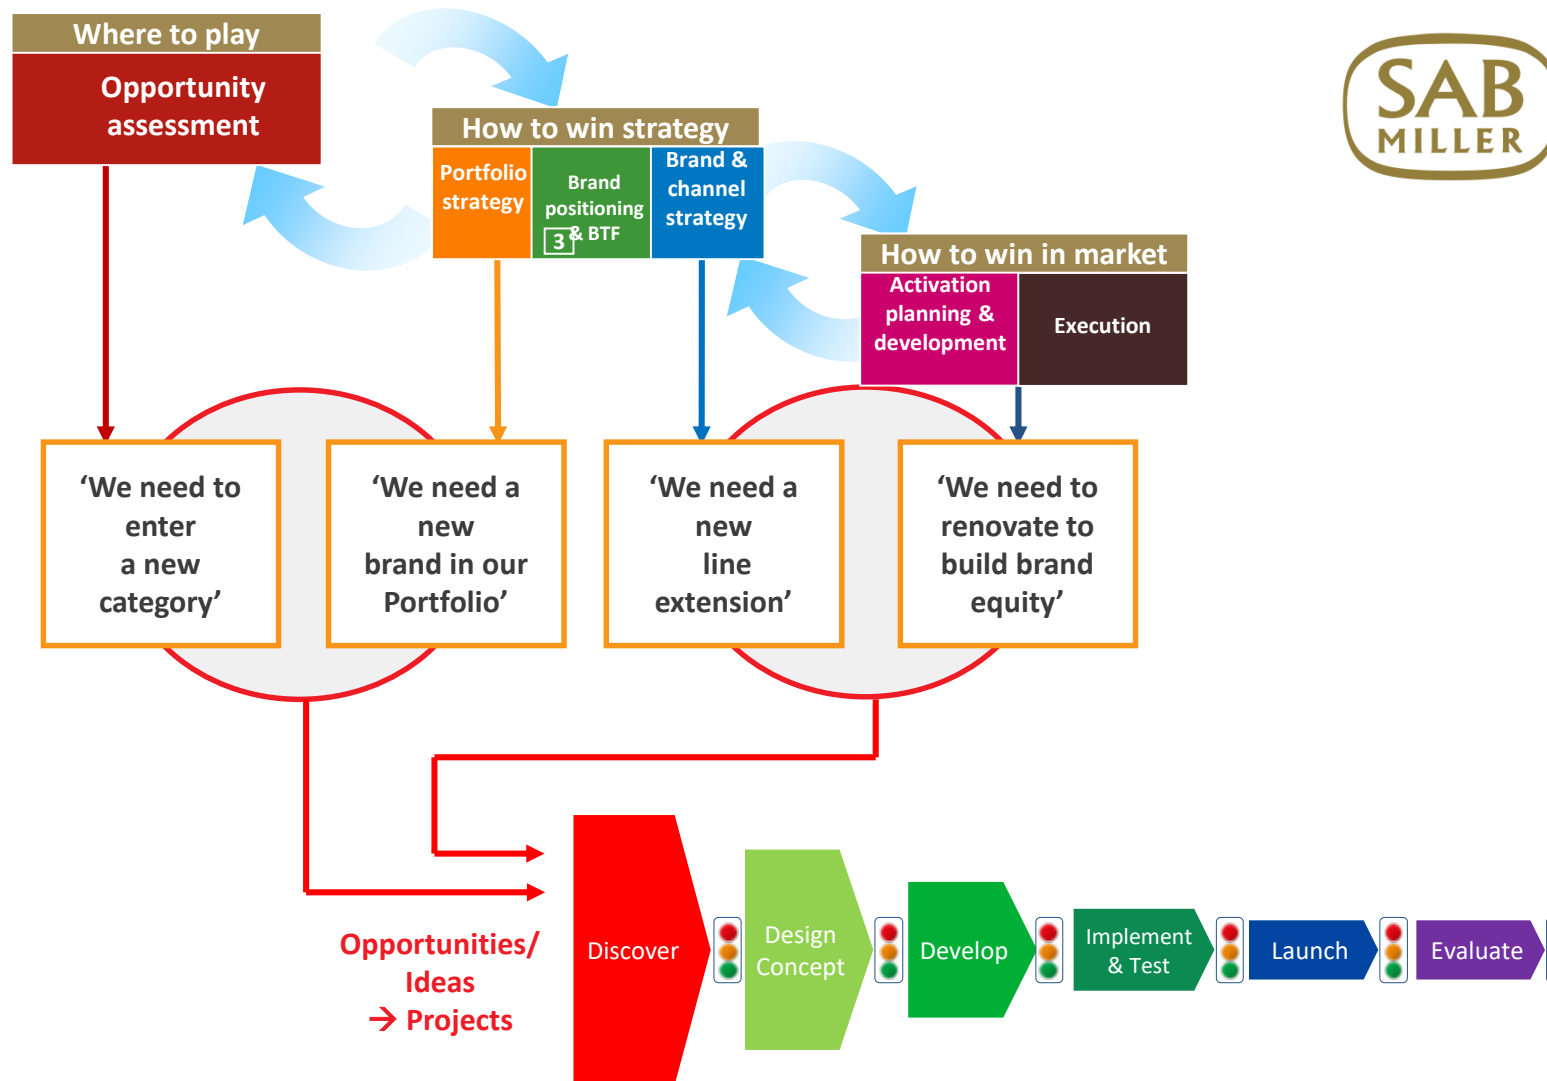 Where to play
Opportunity
assessment
SAB
MILLER
How to win strategy
Portfolio
strategy
Brand
positioning
& BTF
3
Brand &
channel
strategy
How to win in market
Activation
planning &
development
Execution
‘We need to
enter
a new
category’
‘We need a
new
brand in our
Portfolio’
‘We need a
new
line
extension’
‘We need to
renovate to
build brand
equity’
Opportunities/
Ideas
→ Projects
Discover
Design
Concept
Develop
Implement
& Test
Launch
Evaluate